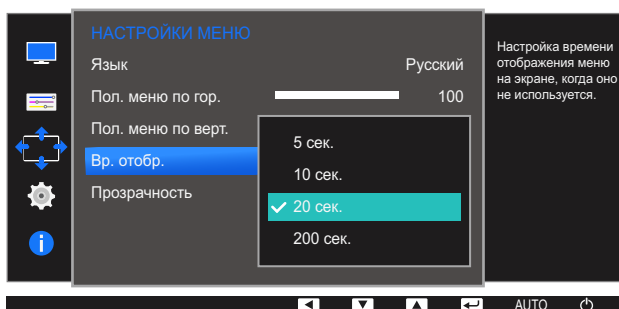 НАСТРОЙКИ МЕНЮ
Язык Русский
Пол. меню по гор. 100
Пол. меню по верт.
Вр. отобр.
Прозрачность
5 сек.
10 сек.
20 сек.
200 сек.
Настройка времени
отображения меню
на экране, когда оно
не используется.
AUTO